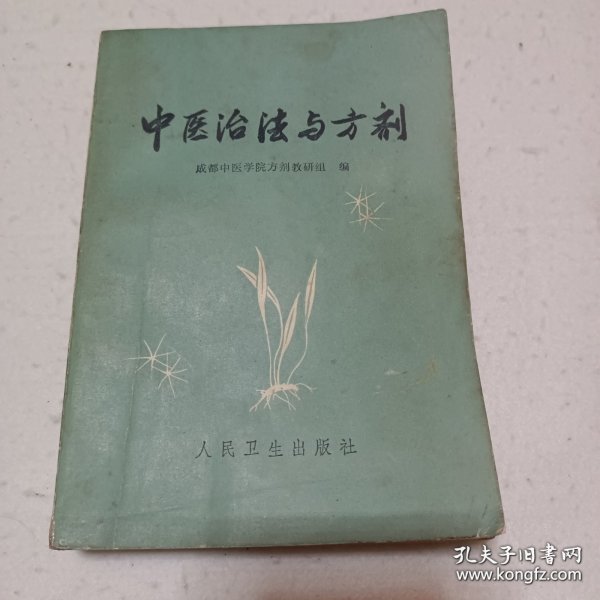 中医治法与方剂
成都中医学院方剂教研组 编
人民卫生出版社
孔夫子旧书网
www.kongfz.com